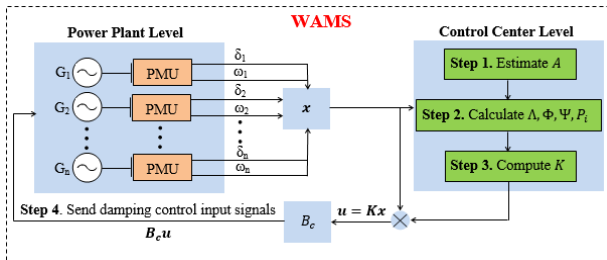 WAMS
Power Plant Level
Control Center Level
G1
PMU
δ1
ω1
G2
PMU
δ2
ω2
Gn
PMU
δn
ωn
x
Step 1. Estimate A
Step 2. Calculate Λ, Φ, Ψ, Pi
Step 3. Compute K
Step 4. Send damping control input signals
Bcu
Bc
u = Kx